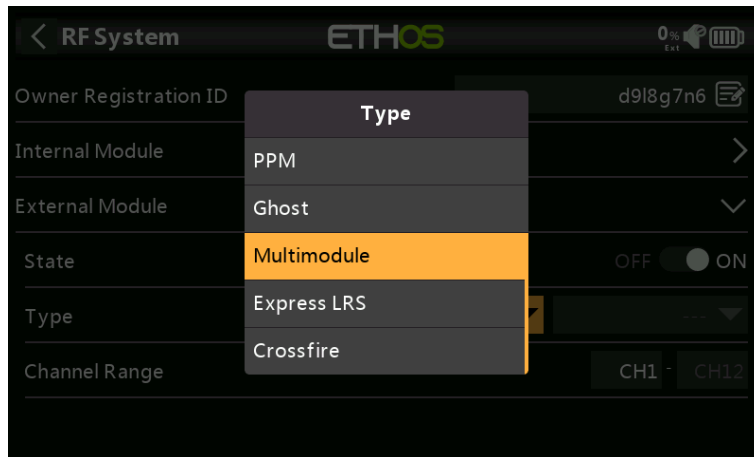 RF System
ETHOS
0%
Ext
Owner Registration ID
d9l8g7n6
Type
Internal Module
PPM
External Module
Ghost
State
Multimodule
OFF ON
Type
Express LRS
---
Crossfire
Channel Range
CH1 - CH12